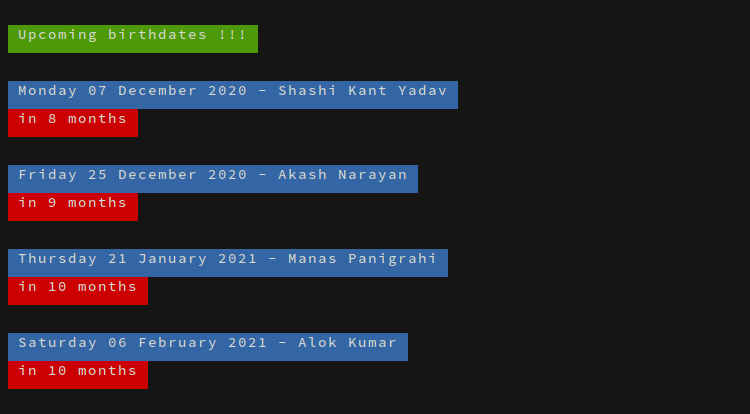 Upcoming birthdates !!!
Monday 07 December 2020 – Shashi Kant Yadav
in 8 months
Friday 25 December 2020 – Akash Narayan
in 9 months
Thursday 21 January 2021 – Manas Panigrahi
in 10 months
Saturday 06 February 2021 – Alok Kumar
in 10 months